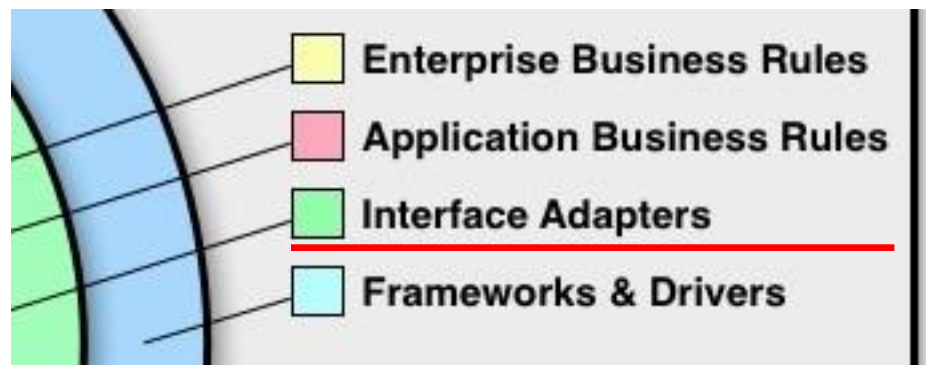 Enterprise Business Rules
Application Business Rules
Interface Adapters
Frameworks & Drivers